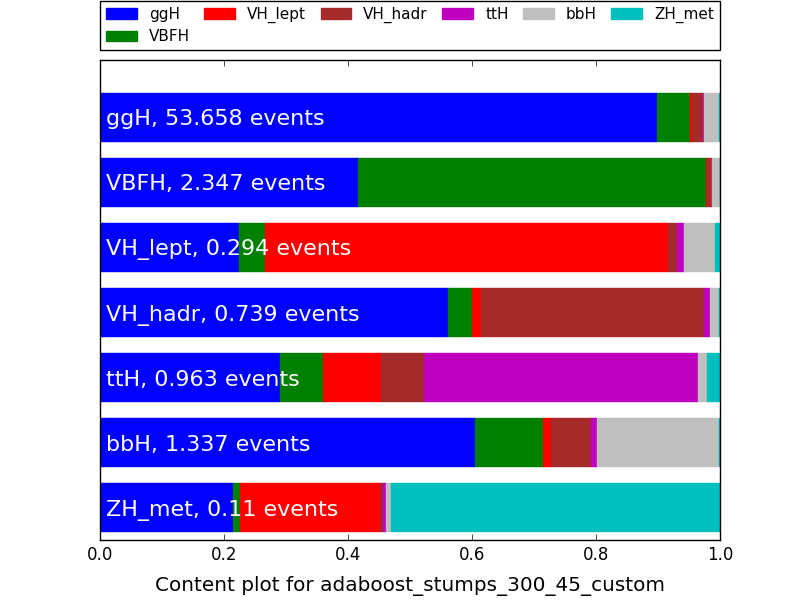 ggH VH_lept VH_hadr ttH bbH ZH_met
VBFH
ggH, 53.658 events
VBFH, 2.347 events
VH_lept, 0.294 events
VH_hadr, 0.739 events
ttH, 0.963 events
bbH, 1.337 events
ZH_met, 0.11 events
0.0 0.2 0.4 0.6 0.8 1.0
Content plot for adaboost_stumps_300_45_custom